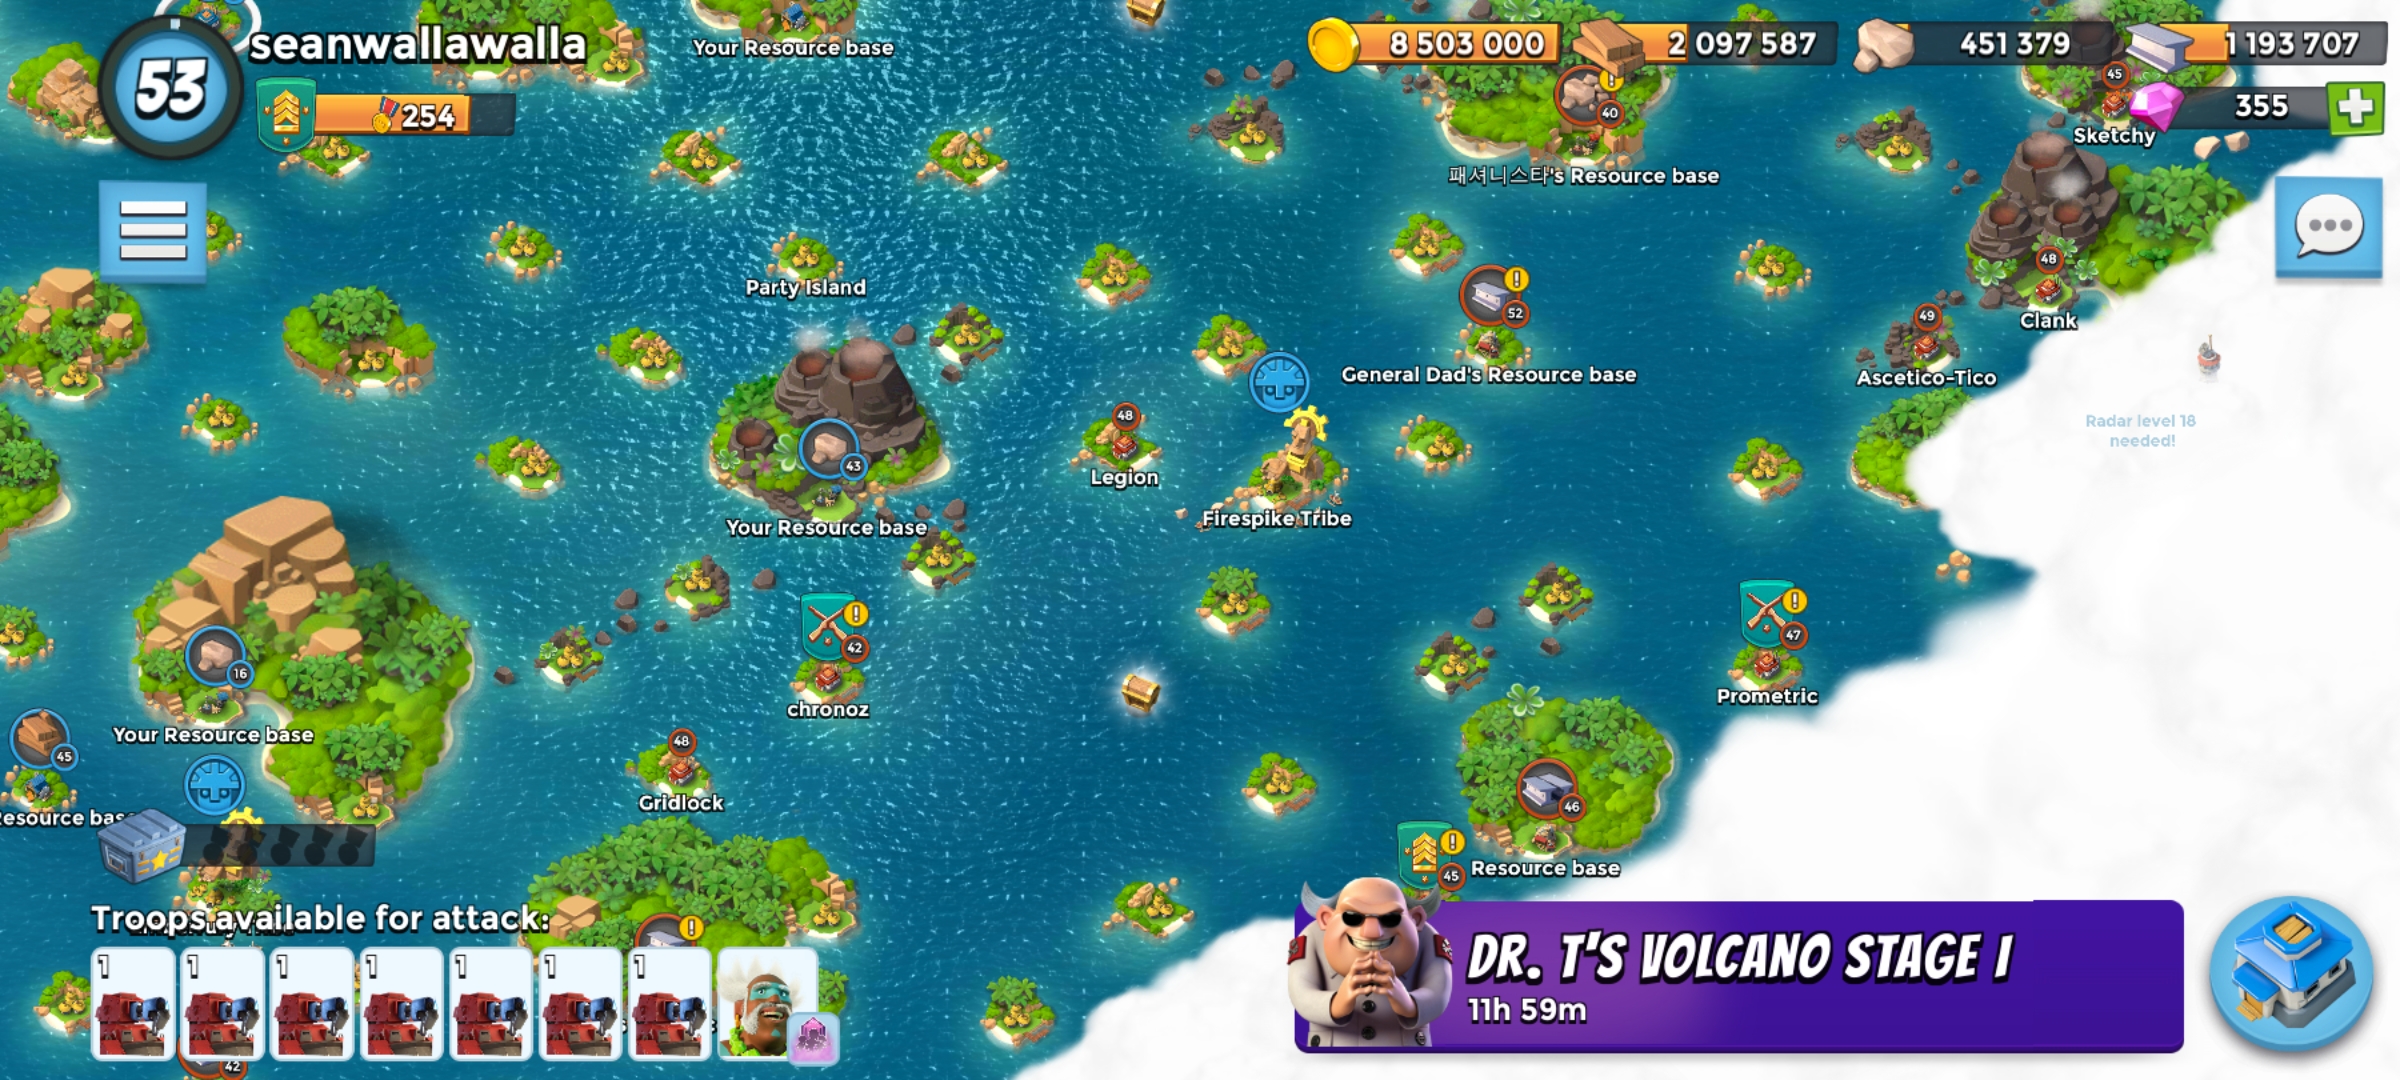 53
seanwallawalla
254
Your Resource base
8 503 000
2 097 587
451 379
1 193 707
355
45
Sketchy
40
패셔니스타's Resource base
Party Island
52
General Dad's Resource base
48
Clank
49
Ascetico-Tico
Radar level 18
needed!
43
Your Resource base
48
Legion
Firespike Tribe
16
Your Resource base
45
Resource bas
42
chronoz
47
Prometric
48
Gridlock
46
Resource base
45
Troops available for attack:
1 1 1 1 1 1 1
42
DR. T'S VOLCANO STAGE I
11h 59m